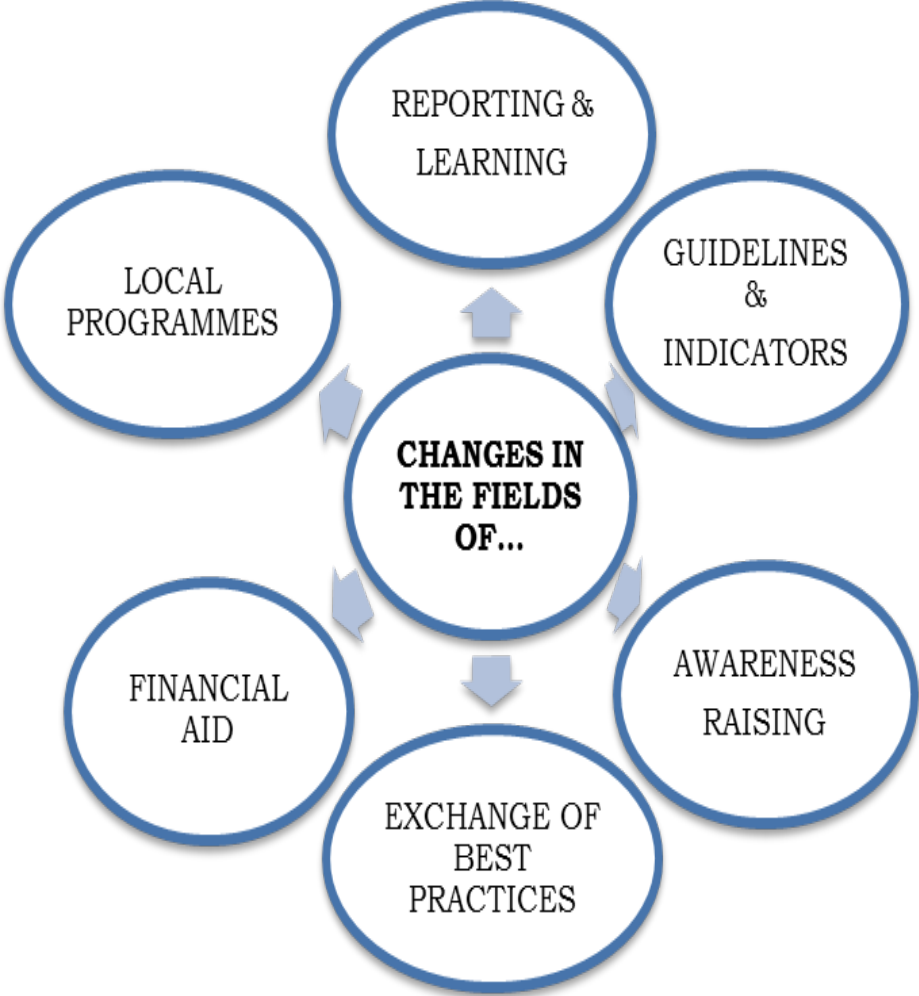 REPORTING &
LEARNING
GUIDELINES
&
INDICATORS
LOCAL
PROGRAMMES
CHANGES IN
THE FIELDS
OF...
AWARENESS
RAISING
FINANCIAL
AID
EXCHANGE OF
BEST
PRACTICES